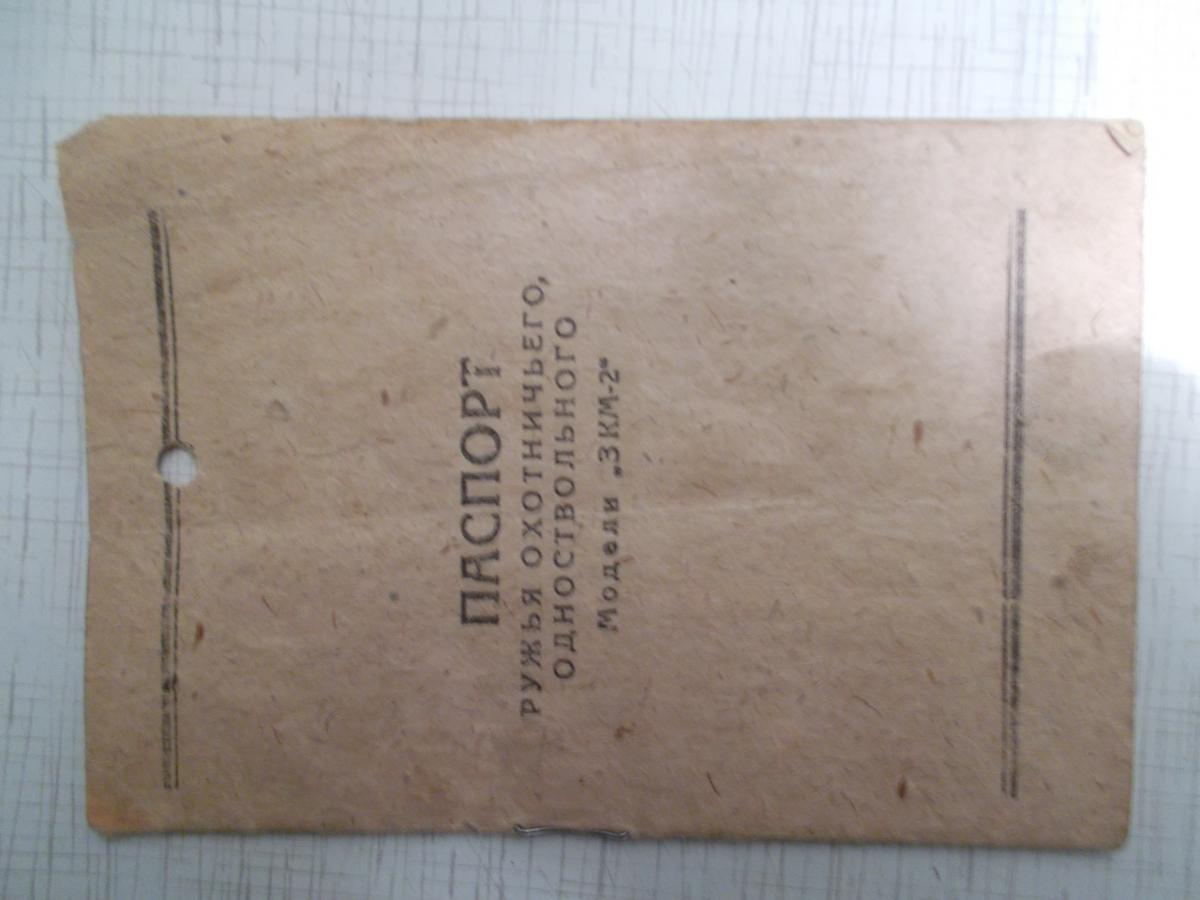 ПАСПОРТ
РУЖЬЯ ОХОТНИЧЬЕГО,
ОДНОСТВОЛЬНОГО
Модели „ЗКМ-2“